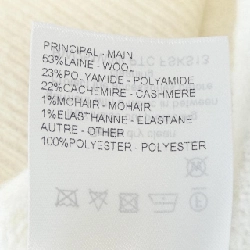 PRINCIPAL - MAIN
53%LAINE - WOOL
23%POLYAMIDE - POLYAMIDE
22%CACHEMIRE - CASHMERE
1%MOHAIR - MOHAIR
1%ELASTHANNE - ELASTANE
AUTRE - OTHER
100%POLYESTER - POLYESTER